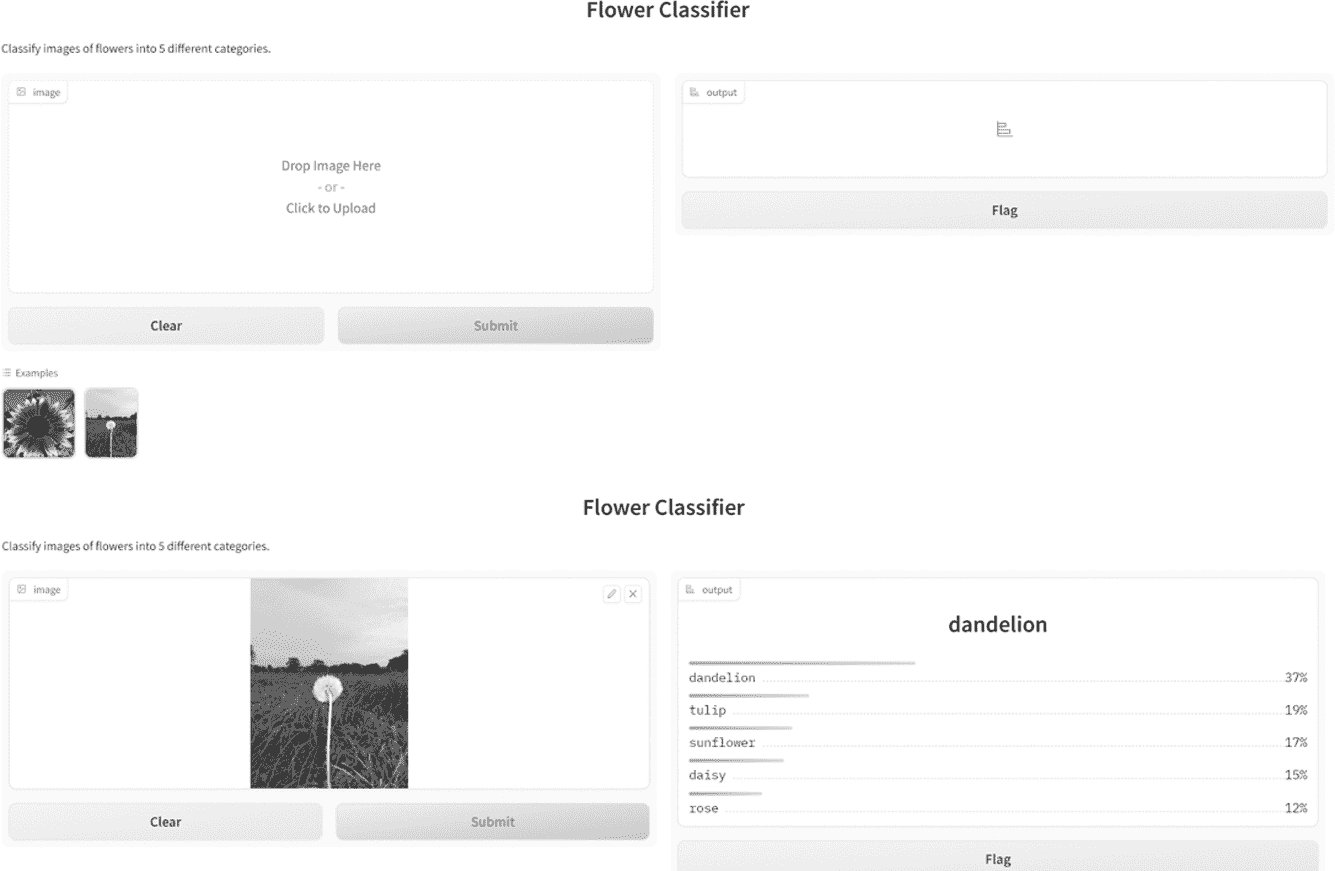 Flower Classifier
Classify images of flowers into 5 different categories.
image
Drop Image Here
- or -
Click to Upload
Clear
Submit
output
Flag
Examples
Flower Classifier
Classify images of flowers into 5 different categories.
image
Clear
Submit
output
dandelion
dandelion 37%
tulip 19%
sunflower 17%
daisy 15%
rose 12%
Flag